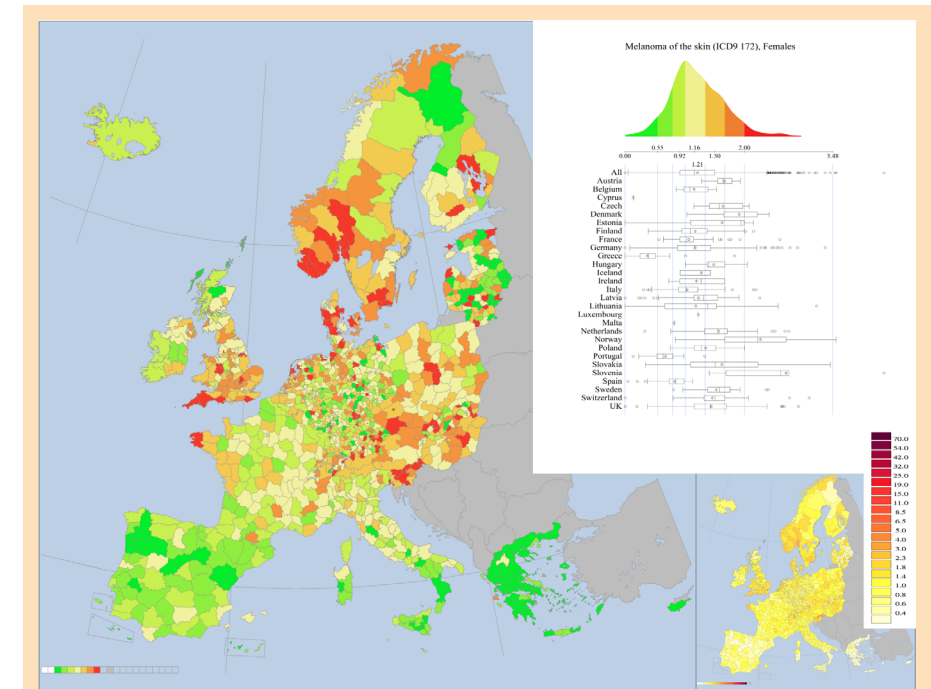 Melanoma of the skin (ICD9 172), Females
0.55 1.16 2.00
0.00 0.92 1.50 3.48
1.21
All
Austria
Belgium
Cyprus
Czech
Denmark
Estonia
Finland
France
Germany
Greece
Hungary
Iceland
Ireland
Italy
Latvia
Lithuania
Luxembourg
Malta
Netherlands
Norway
Poland
Portugal
Slovakia
Slovenia
Spain
Sweden
Switzerland
UK
70.0
54.0
42.0
32.0
25.0
19.0
15.0
11.0
8.5
6.5
5.0
4.0
3.0
2.3
1.8
1.4
1.0
0.8
0.6
0.4